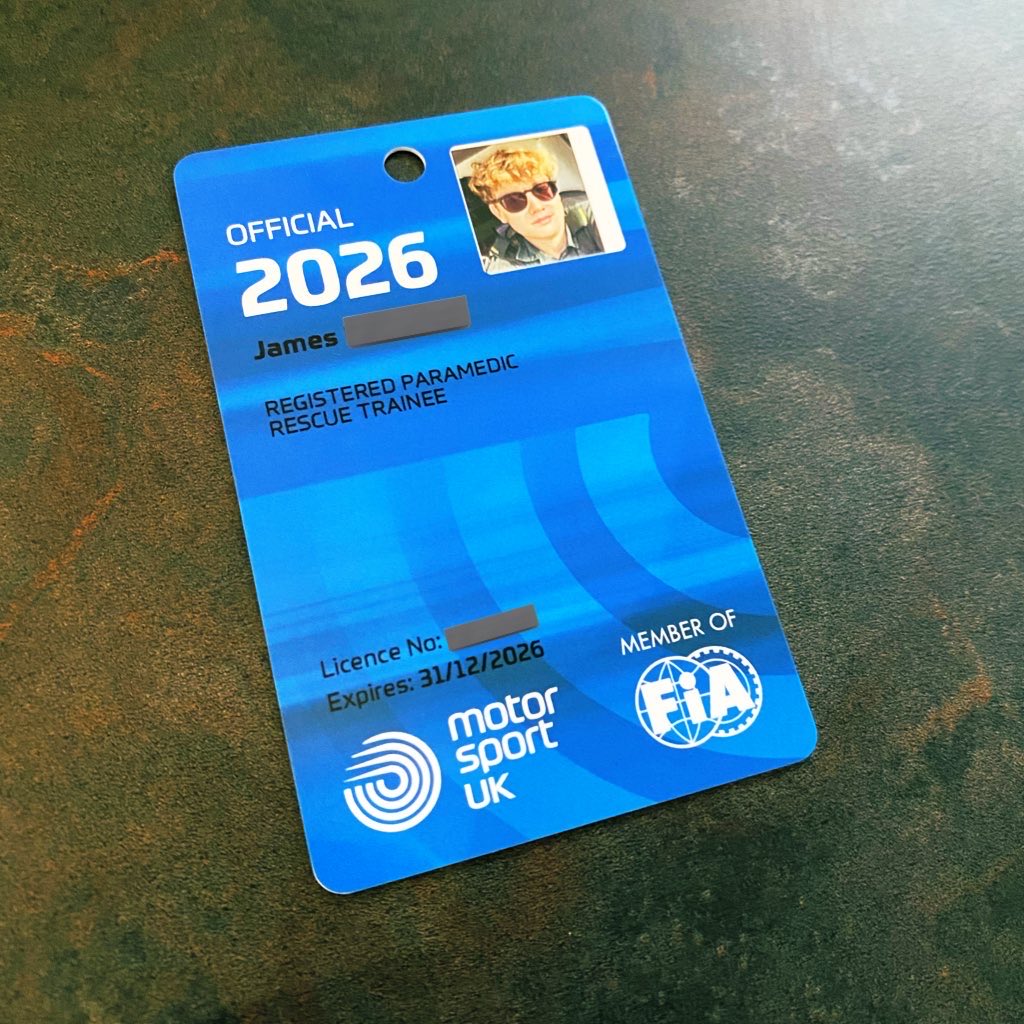 OFFICIAL
2026
James
REGISTERED PARAMEDIC
RESCUE TRAINEE
Licence No:
Expires: 31/12/2026
motor
sport
UK
MEMBER OF
FiA